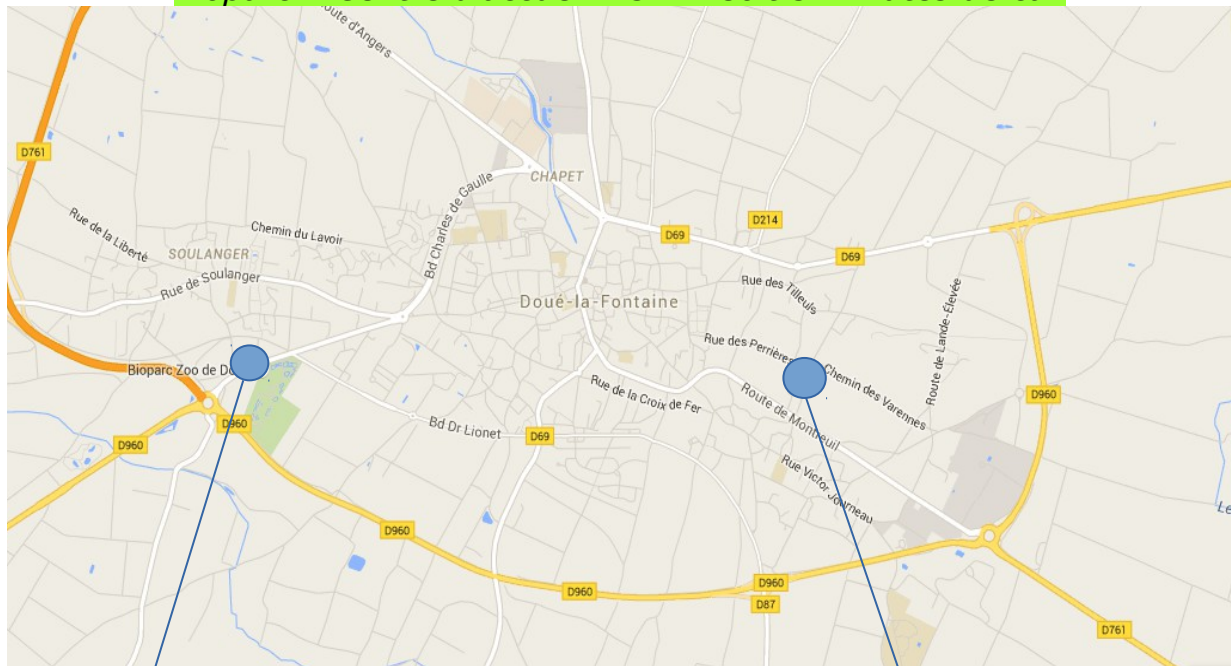 Route d'Angers
D761
CHAPET
Bd Charles de Gaulle
Rue de la Liberté
Chemin du Lavoir
D214
SOULANGER
D69
D69
Rue de Soulanger
Rue des Tilleuls
Doué-la-Fontaine
Route de Lande-Élevée
Rue des Perrières
Bioparc Zoo de
Chemin des Varennes
Rue de la Croix de Fer
Route de Montreuil
D960
D960
D960
Bd Dr Lionet
D69
Rue Victor Journeau
D960
D960
D960
D87
D761